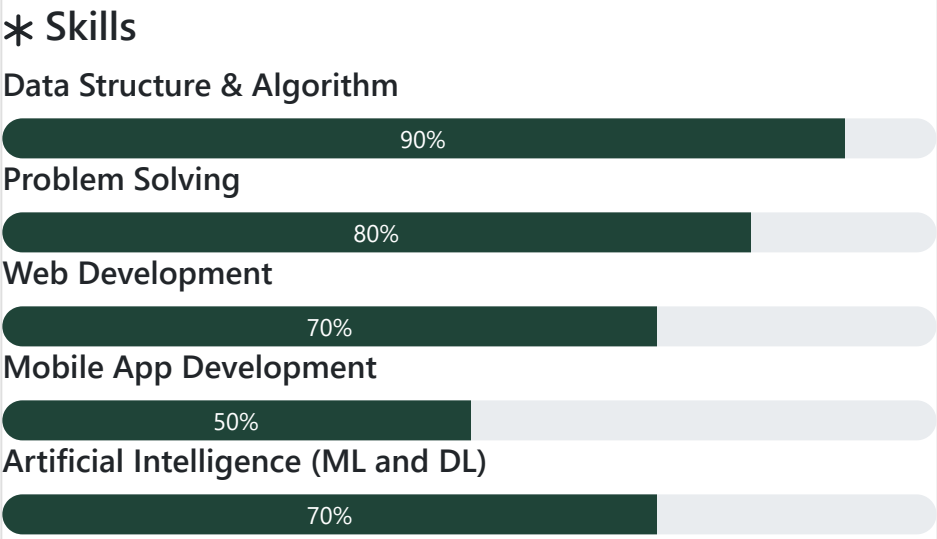 Skills
Data Structure & Algorithm
90%
Problem Solving
80%
Web Development
70%
Mobile App Development
50%
Artificial Intelligence (ML and DL)
70%